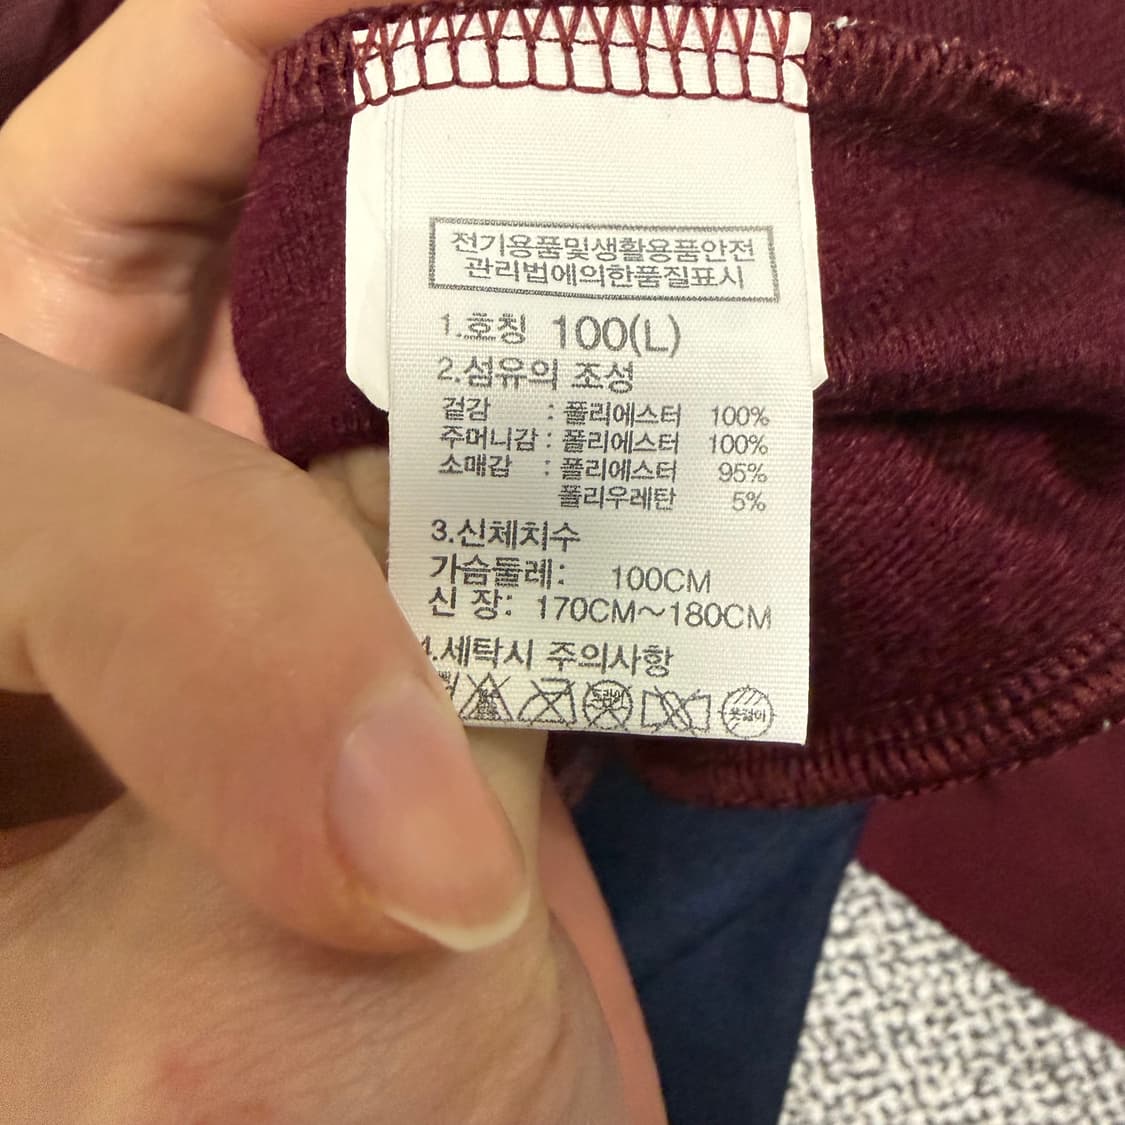 전기용품및생활용품안전
관리법에의한품질표시
1.호칭 100(L)
2.섬유의 조성
겉감 : 폴리에스터 100%
주머니감 : 폴리에스터 100%
소매감 : 폴리에스터 95%
폴리우레탄 5%
3.신체치수
가슴둘레: 100CM
신 장: 170CM~180CM
4.세탁시 주의사항
옷걸이